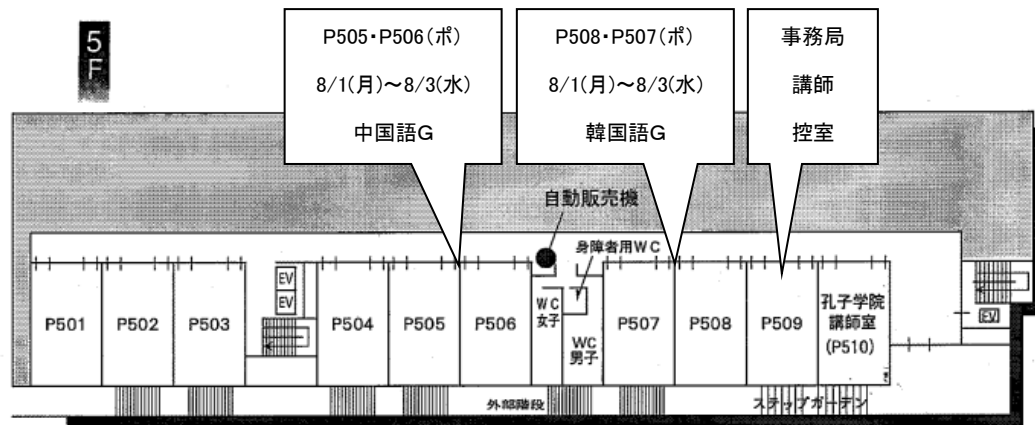 5
F
P505・P506(ポ)
8/1(月)～8/3(水)
中国語G
P508・P507(ポ)
8/1(月)～8/3(水)
韓国語G
事務局
講師
控室
自動販売機
身障者用WC
EV
EV
P501
P502
P503
P504
P505
P506
WC
女子
WC
男子
P507
P508
P509
孔子学院
講師室
(P510)
EV
外部階段
ステップガーデン